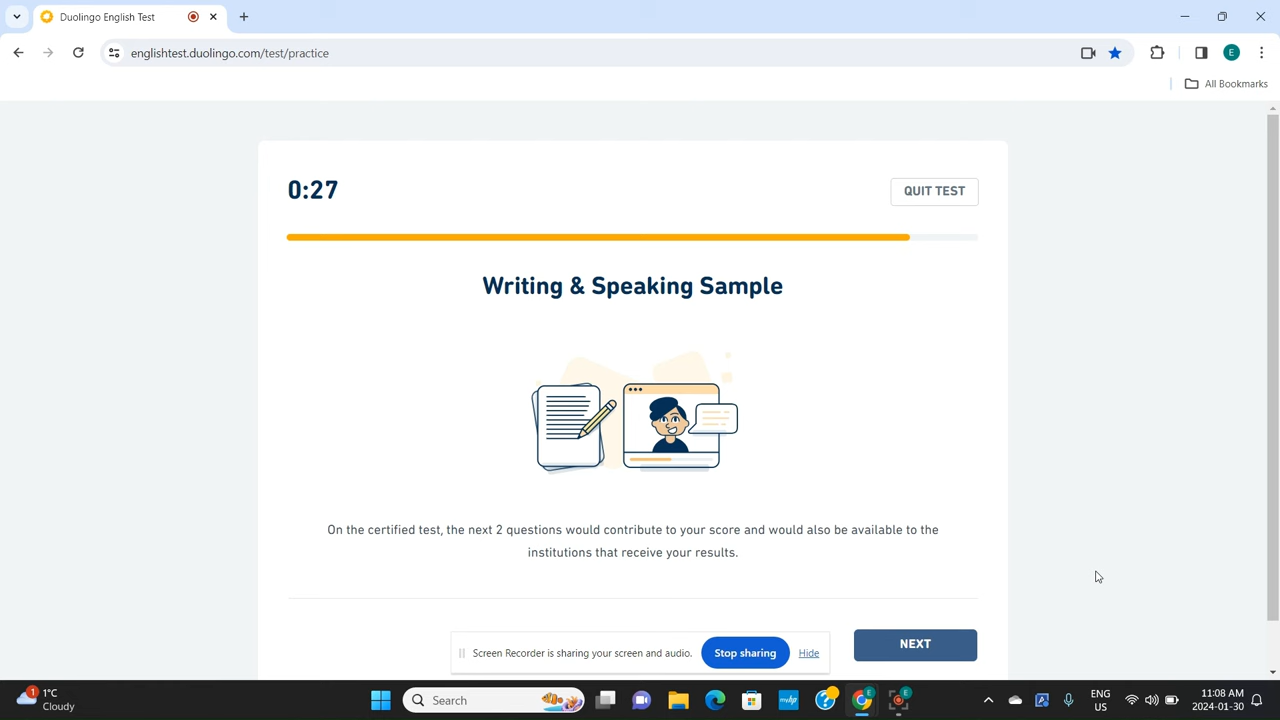 Duolingo English Test
englishtest.duolingo.com/test/practice
E
All Bookmarks
0:27
QUIT TEST
Writing & Speaking Sample
On the certified test, the next 2 questions would contribute to your score and would also be available to the
institutions that receive your results.
Screen Recorder is sharing your screen and audio.
Stop sharing
Hide
NEXT
1
1°C
Cloudy
Search
E
E
ENG
US
11:08 AM
2024-01-30